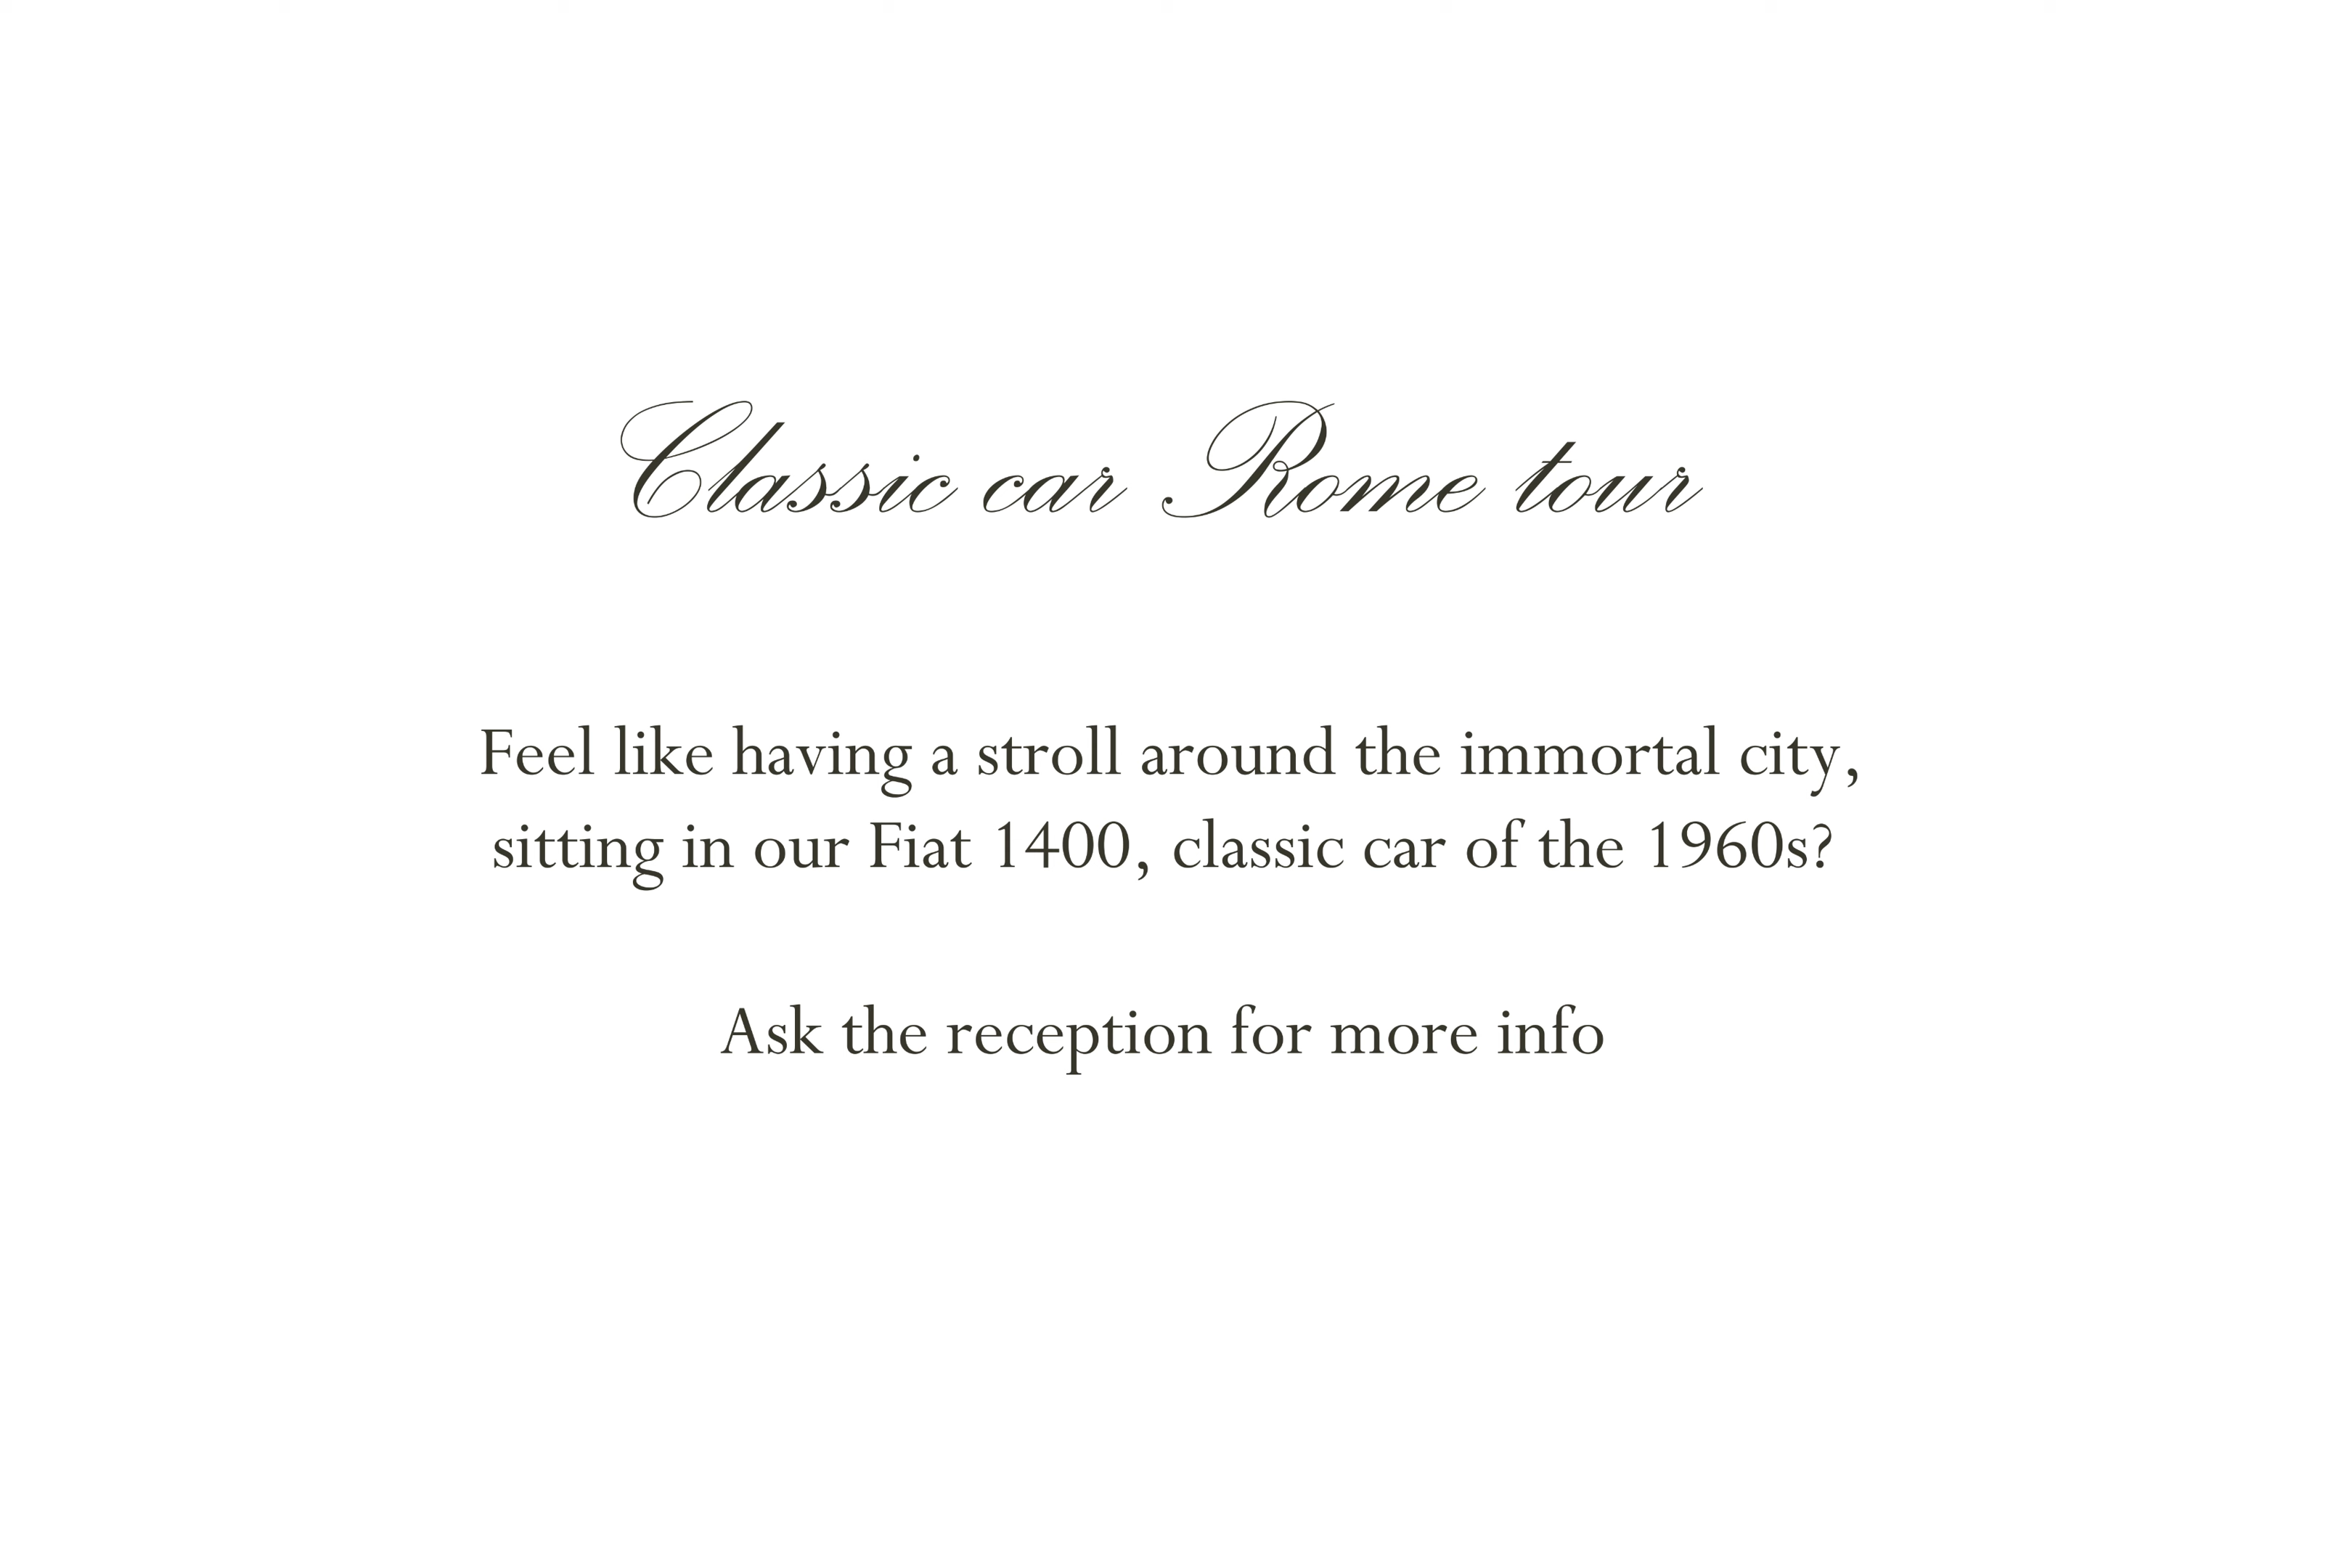 Classic car Rome tour
Feel like having a stroll around the immortal city,
sitting in our Fiat 1400, classic car of the 1960s?
Ask the reception for more info